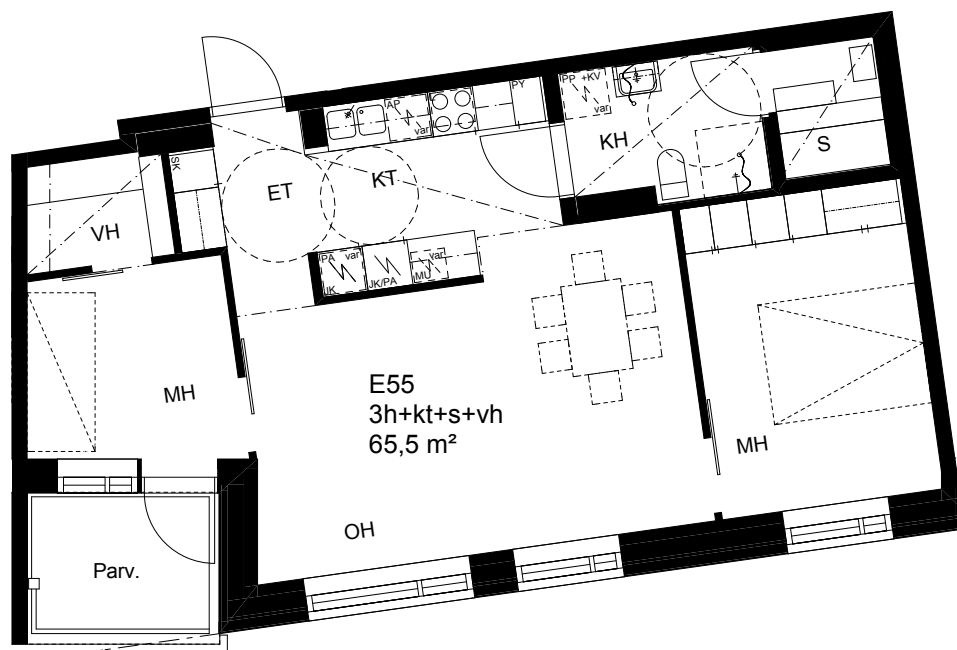 PP +KV
var
PY
AP
var
KH
S
SK
ET
KT
VH
PA var
JK
JK/PA
var
MU
MH
E55
3h+kt+s+vh
65,5 m²
MH
OH
Parv.